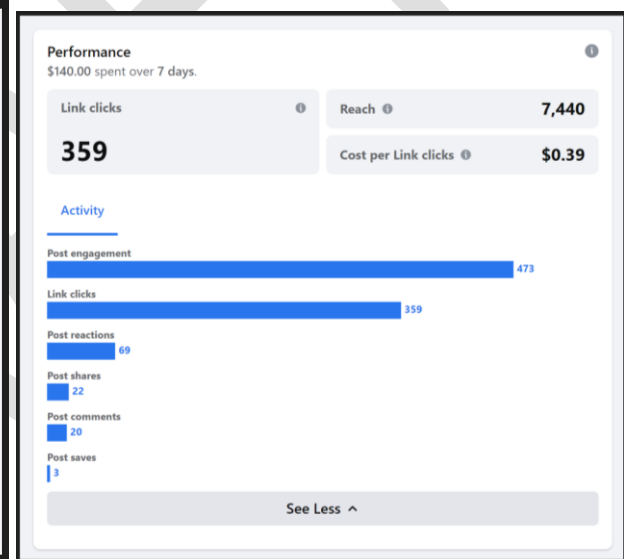 Performance
$140.00 spent over 7 days.
Link clicks
359
Reach 7,440
Cost per Link clicks $0.39
Activity
Post engagement
473
Link clicks
359
Post reactions
69
Post shares
22
Post comments
20
Post saves
3
See Less